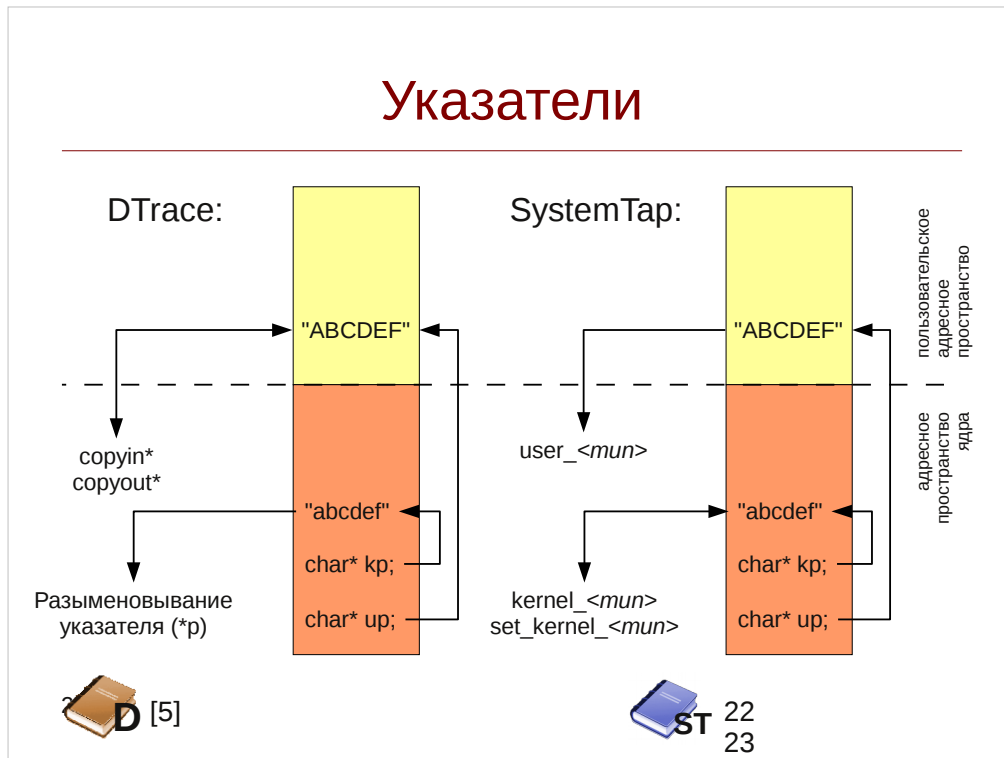 Указатели
DTrace:
SystemTap:
"ABCDEF"
"ABCDEF"
пользовательское
адресное
пространство
copyin*
copyout*
user_<тип>
адресное
пространство
ядра
"abcdef"
"abcdef"
char* kp;
char* kp;
Разыменовывание
указателя (*p)
char* up;
kernel_<тип>
set_kernel_<тип>
char* up;
D [5]
ST 22
23